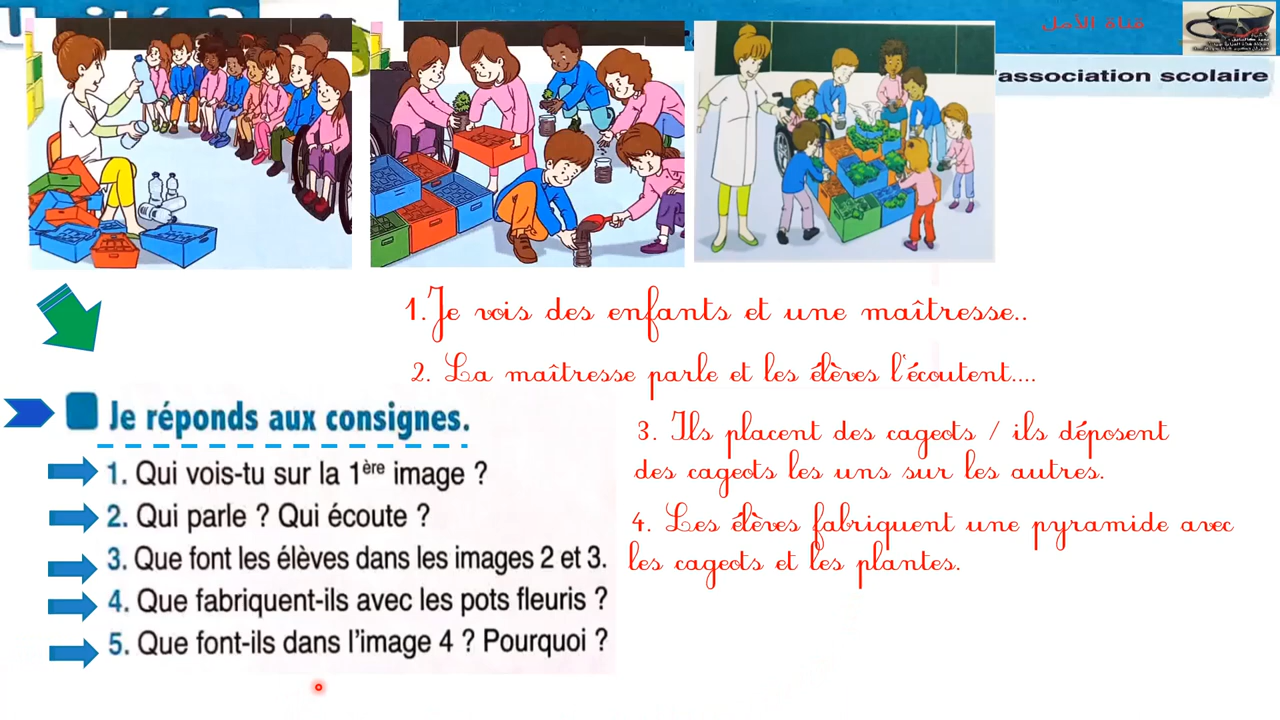 Unité 2
قناة الأمل
'association scolaire
1. Je vois des enfants et une maîtresse..
2. La maîtresse parle et les élèves l'écoutent....
Je réponds aux consignes.
3. Ils placent des cageots / ils déposent
des cageots les uns sur les autres.
1. Qui vois-tu sur la 1ère image ?
2. Qui parle ? Qui écoute ?
4. Les élèves fabriquent une pyramide avec
les cageots et les plantes.
3. Que font les élèves dans les images 2 et 3.
4. Que fabriquent-ils avec les pots fleuris ?
5. Que font-ils dans l'image 4 ? Pourquoi ?